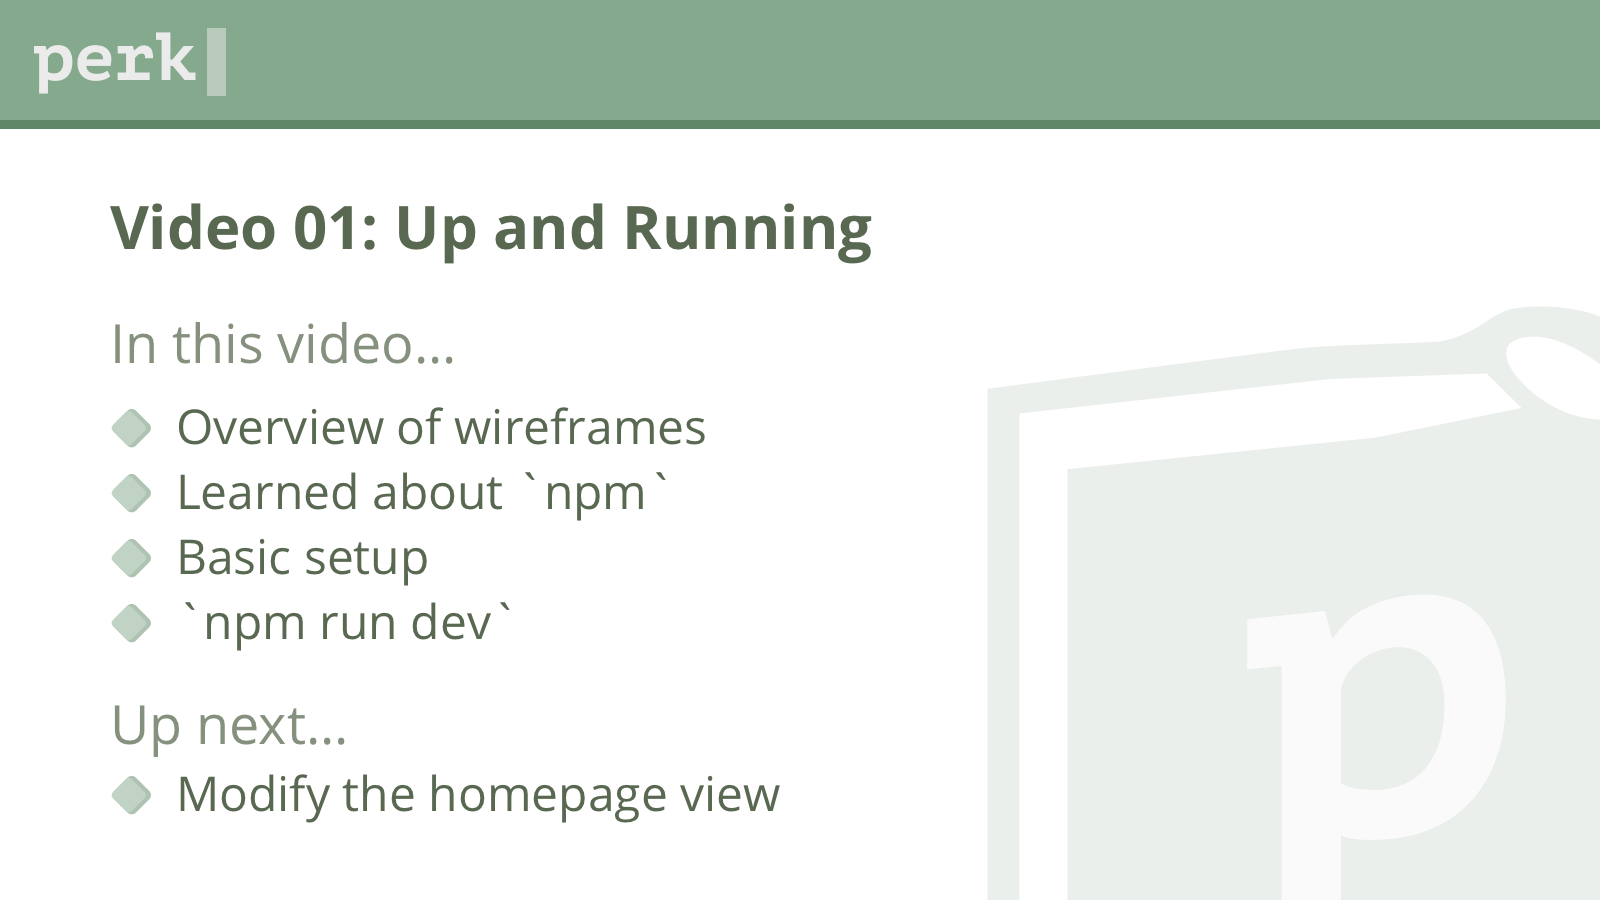 perk
Video 01: Up and Running
In this video...
Overview of wireframes
Learned about `npm`
Basic setup
`npm run dev`
Up next...
Modify the homepage view
p